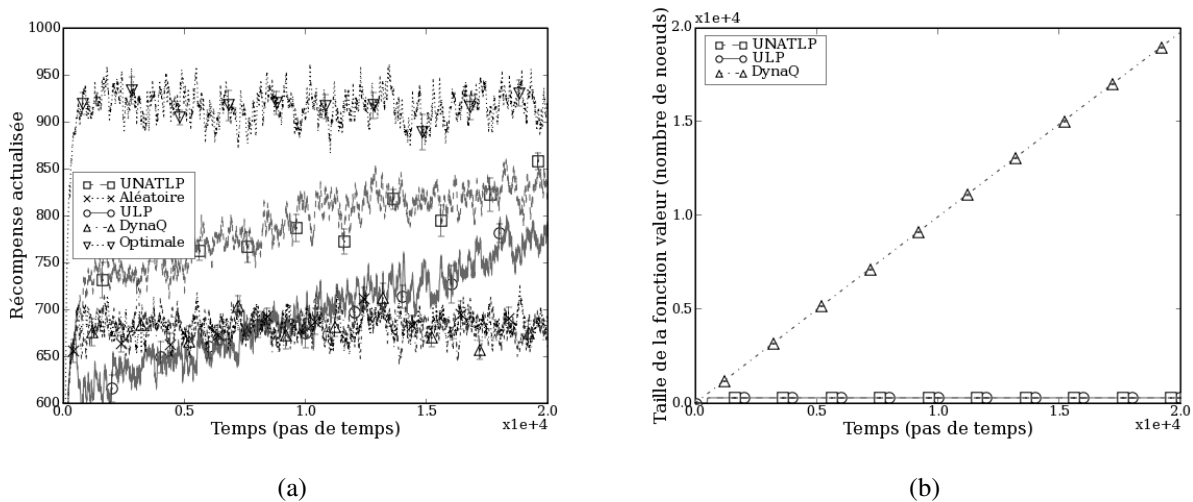 1000
950
900
850
800
750
700
650
600
Récompense actualisée
UNATLP
Aléatoire
ULP
DynaQ
Optimale
0.0
0.5
1.0
1.5
2.0
x1e+4
Temps (pas de temps)
(a)
x1e+4
2.0
1.5
1.0
0.5
0.0
Taille de la fonction valeur (nombre de noeuds)
UNATLP
ULP
DynaQ
0.0
0.5
1.0
1.5
2.0
x1e+4
Temps (pas de temps)
(b)